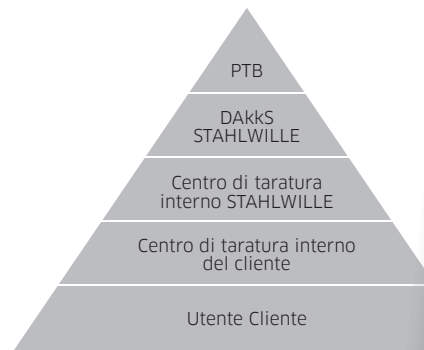 PTB
DAkkS
STAHLWILLE
Centro di taratura
interno STAHLWILLE
Centro di taratura interno
del cliente
Utente Cliente